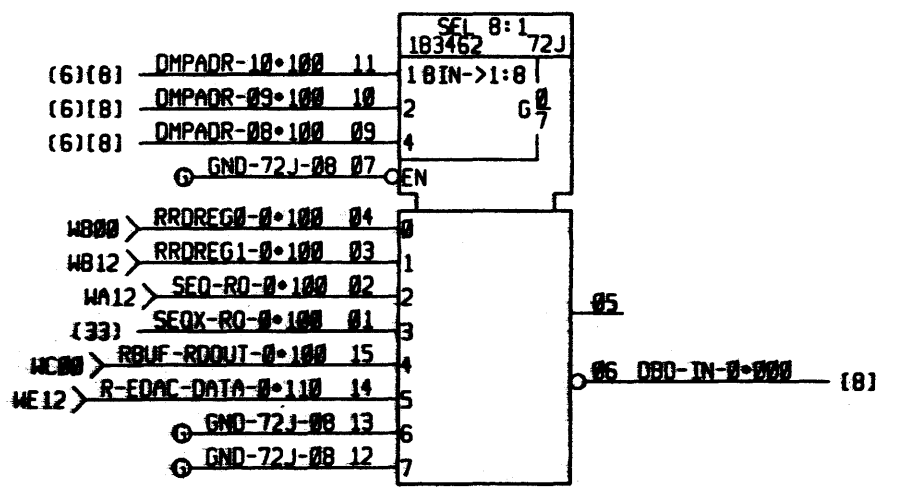 SEL 8:1
1B3462 72J
(6)[8] DMPADR-10•100 11 1 BIN->1:8
(6)[8] DMPADR-09•100 10 2 G 0/7
(6)[8] DMPADR-08•100 09 4
G GND-72J-08 07 EN
WB00 RRDREG0-0•100 04 0
WB12 RRDREG1-0•100 03 1
WA12 SEQ-RO-0•100 02 2 05
(33) SEQX-RO-0•100 01 3
WC00 RBUF-RDOUT-0•100 15 4 06 DBD-IN-0•000 [8]
WE12 R-EDAC-DATA-0•110 14 5
G GND-72J-08 13 6
G GND-72J-08 12 7